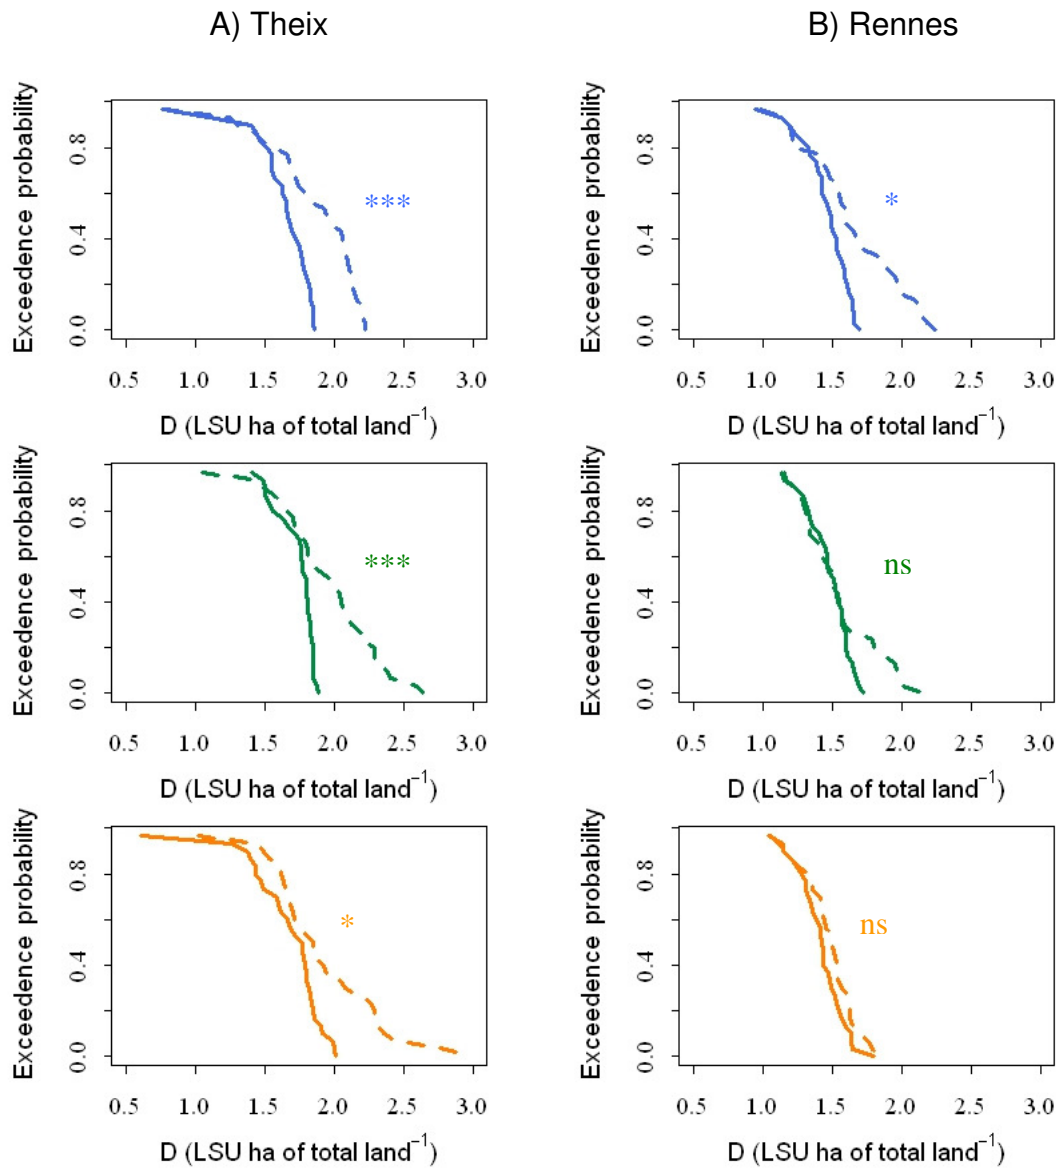 A) Theix
B) Rennes
Exceedence probability
0.0 0.4 0.8
***
0.5 1.0 1.5 2.0 2.5 3.0
D (LSU ha of total land⁻¹)
Exceedence probability
0.0 0.4 0.8
*
0.5 1.0 1.5 2.0 2.5 3.0
D (LSU ha of total land⁻¹)
Exceedence probability
0.0 0.4 0.8
***
0.5 1.0 1.5 2.0 2.5 3.0
D (LSU ha of total land⁻¹)
Exceedence probability
0.0 0.4 0.8
ns
0.5 1.0 1.5 2.0 2.5 3.0
D (LSU ha of total land⁻¹)
Exceedence probability
0.0 0.4 0.8
*
0.5 1.0 1.5 2.0 2.5 3.0
D (LSU ha of total land⁻¹)
Exceedence probability
0.0 0.4 0.8
ns
0.5 1.0 1.5 2.0 2.5 3.0
D (LSU ha of total land⁻¹)